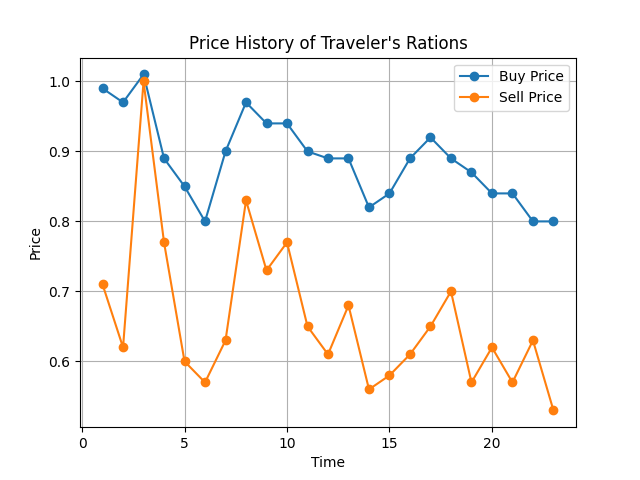 Price History of Traveler's Rations
Buy Price
Sell Price
1.0
0.9
0.8
0.7
0.6
Price
0 5 10 15 20
Time